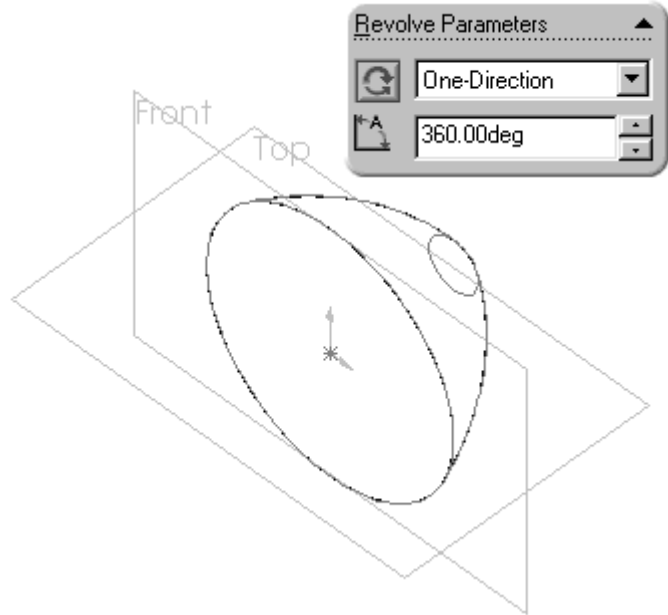 Revolve Parameters
One-Direction
A
360.00deg
Front
Top